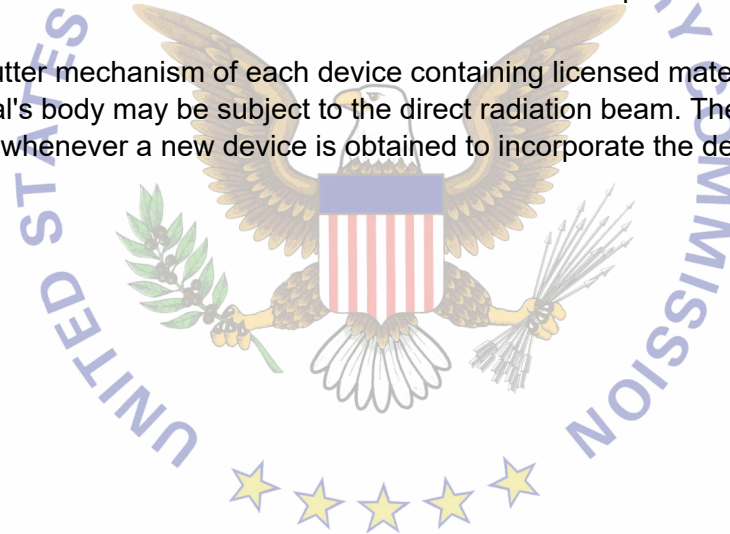 utter mechanism of each device containing licensed mate
al's body may be subject to the direct radiation beam. The
whenever a new device is obtained to incorporate the de
UNITED STATES
Y COMMISSION